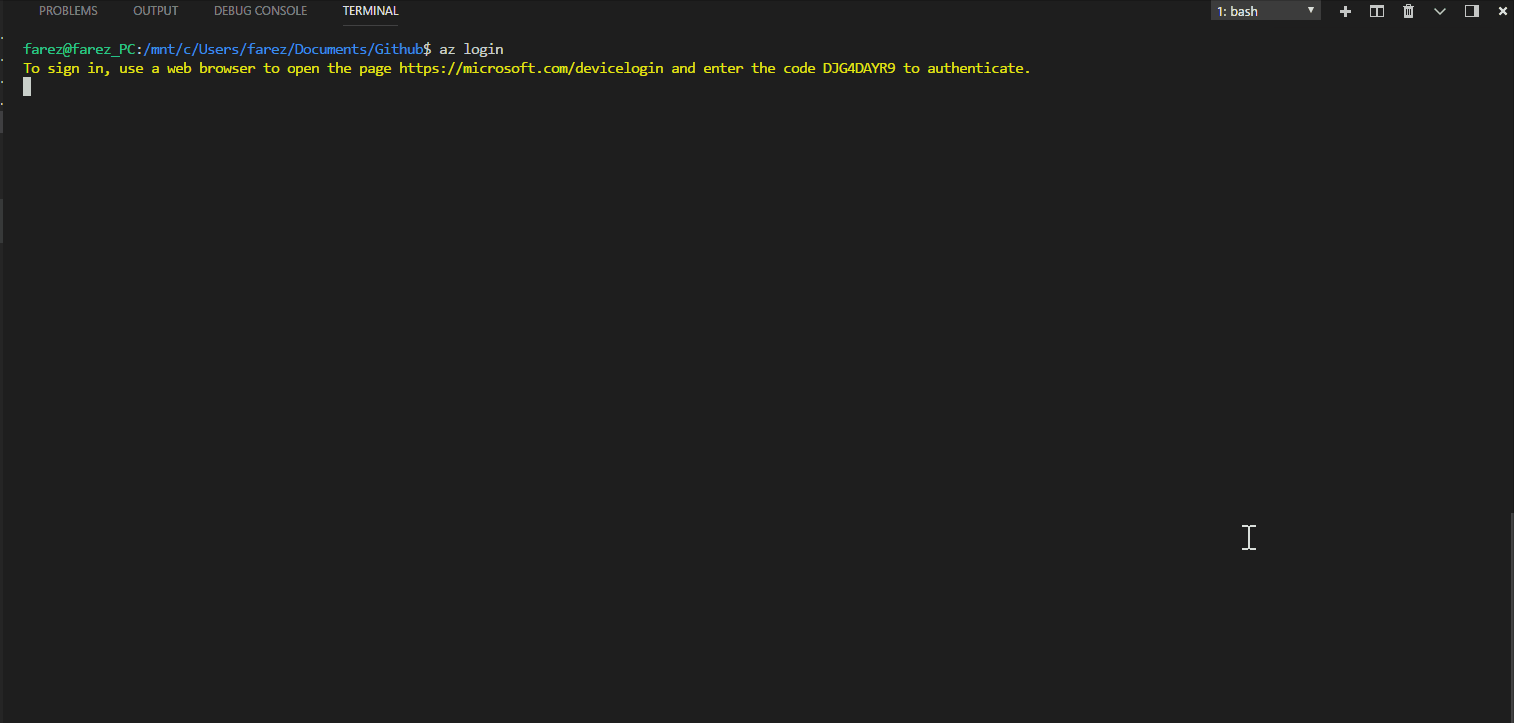 PROBLEMS OUTPUT DEBUG CONSOLE TERMINAL 1: bash
farez@farez_PC:/mnt/c/Users/farez/Documents/Github$ az login
To sign in, use a web browser to open the page https://microsoft.com/devicelogin and enter the code DJG4DAYR9 to authenticate.